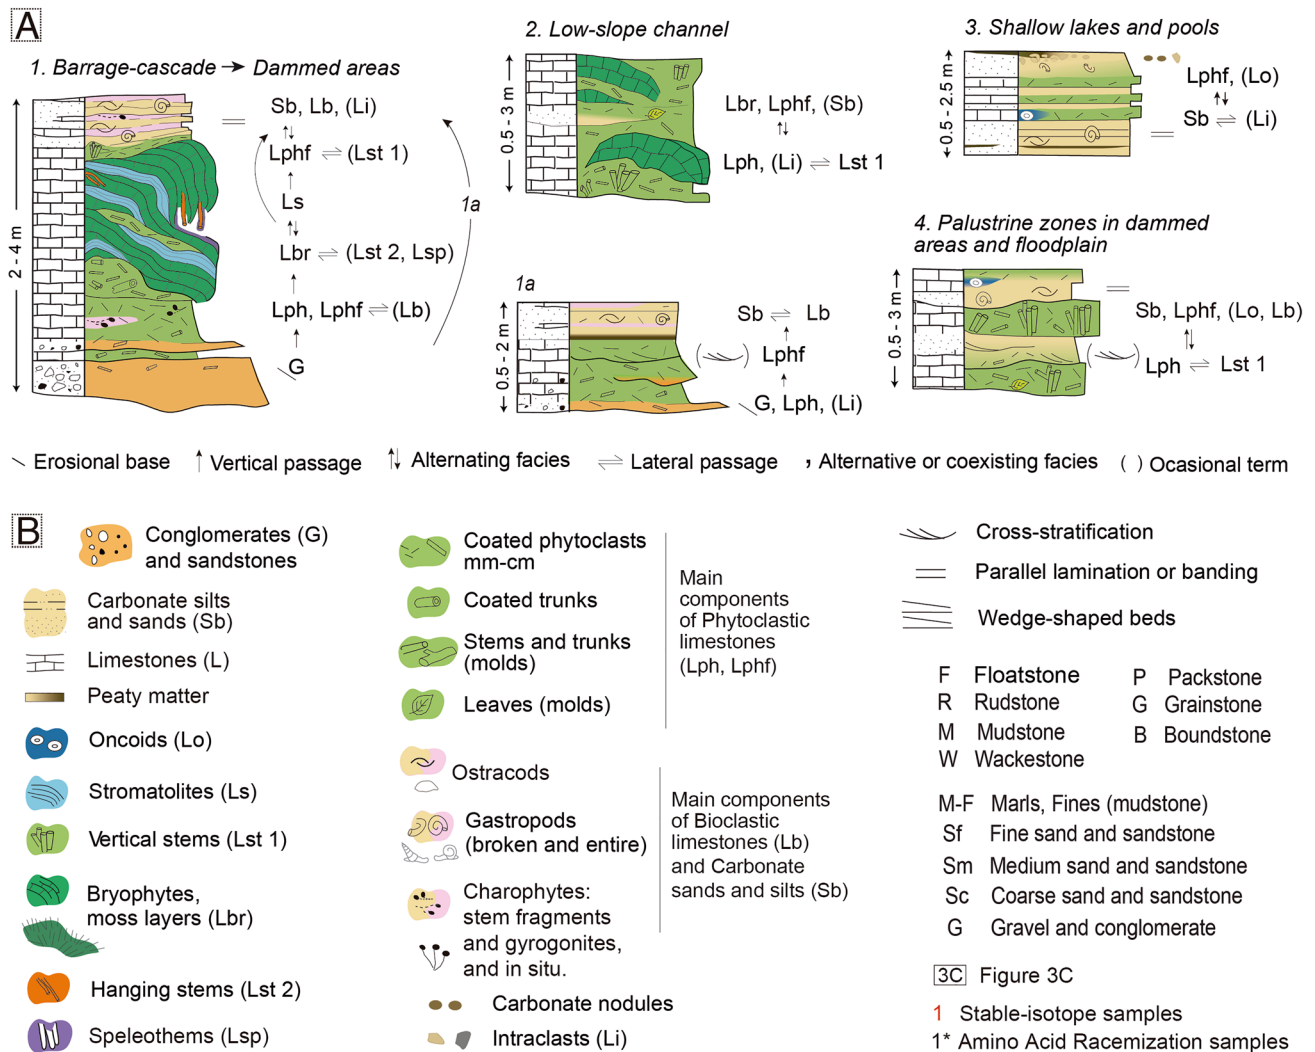 A
1. Barrage-cascade → Dammed areas
2 - 4 m
Sb, Lb, (Li)
Lphf ⇌ (Lst 1)
Ls
1a
Lbr ⇌ (Lst 2, Lsp)
Lph, Lphf ⇌ (Lb)
G
2. Low-slope channel
0.5 - 3 m
Lbr, Lphf, (Sb)
Lph, (Li) ⇌ Lst 1
1a
0.5 - 2 m
Sb ⇌ Lb
Lphf
G, Lph, (Li)
3. Shallow lakes and pools
0.5 - 2.5 m
Lphf, (Lo)
Sb ⇌ (Li)
4. Palustrine zones in dammed
areas and floodplain
0.5 - 3 m
Sb, Lphf, (Lo, Lb)
Lph ⇌ Lst 1
Erosional base
Vertical passage
Alternating facies
Lateral passage
, Alternative or coexisting facies
( ) Ocasional term
B
Conglomerates (G)
and sandstones
Carbonate silts
and sands (Sb)
Limestones (L)
Peaty matter
Oncoids (Lo)
Stromatolites (Ls)
Vertical stems (Lst 1)
Bryophytes,
moss layers (Lbr)
Hanging stems (Lst 2)
Speleothems (Lsp)
Coated phytoclasts
mm-cm
Coated trunks
Stems and trunks
(molds)
Leaves (molds)
Main
components
of Phytoclastic
limestones
(Lph, Lphf)
Ostracods
Gastropods
(broken and entire)
Charophytes:
stem fragments
and gyrogonites,
and in situ.
Main components
of Bioclastic
limestones (Lb)
and Carbonate
sands and silts (Sb)
Carbonate nodules
Intraclasts (Li)
Cross-stratification
Parallel lamination or banding
Wedge-shaped beds
F Floatstone
R Rudstone
M Mudstone
W Wackestone
P Packstone
G Grainstone
B Boundstone
M-F Marls, Fines (mudstone)
Sf Fine sand and sandstone
Sm Medium sand and sandstone
Sc Coarse sand and sandstone
G Gravel and conglomerate
3C Figure 3C
1 Stable-isotope samples
1* Amino Acid Racemization samples